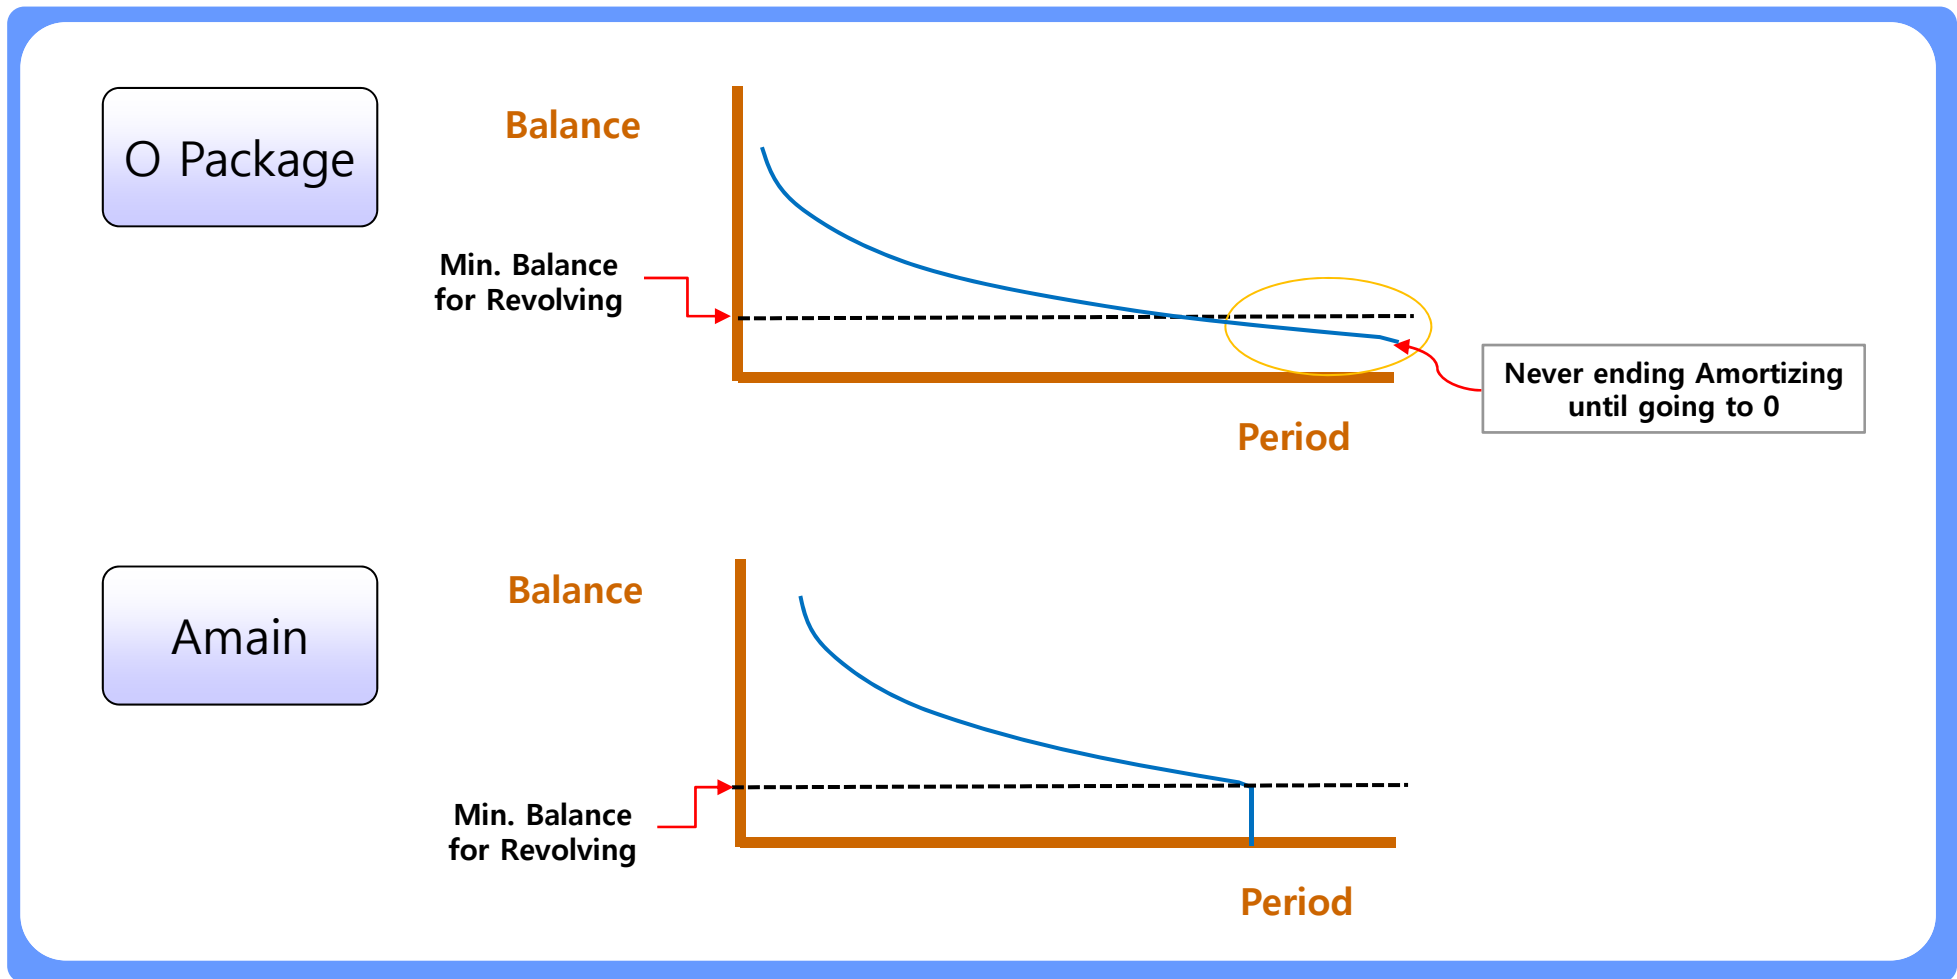 O Package
Balance
Min. Balance
for Revolving
Never ending Amortizing
until going to 0
Period
Amain
Balance
Min. Balance
for Revolving
Period